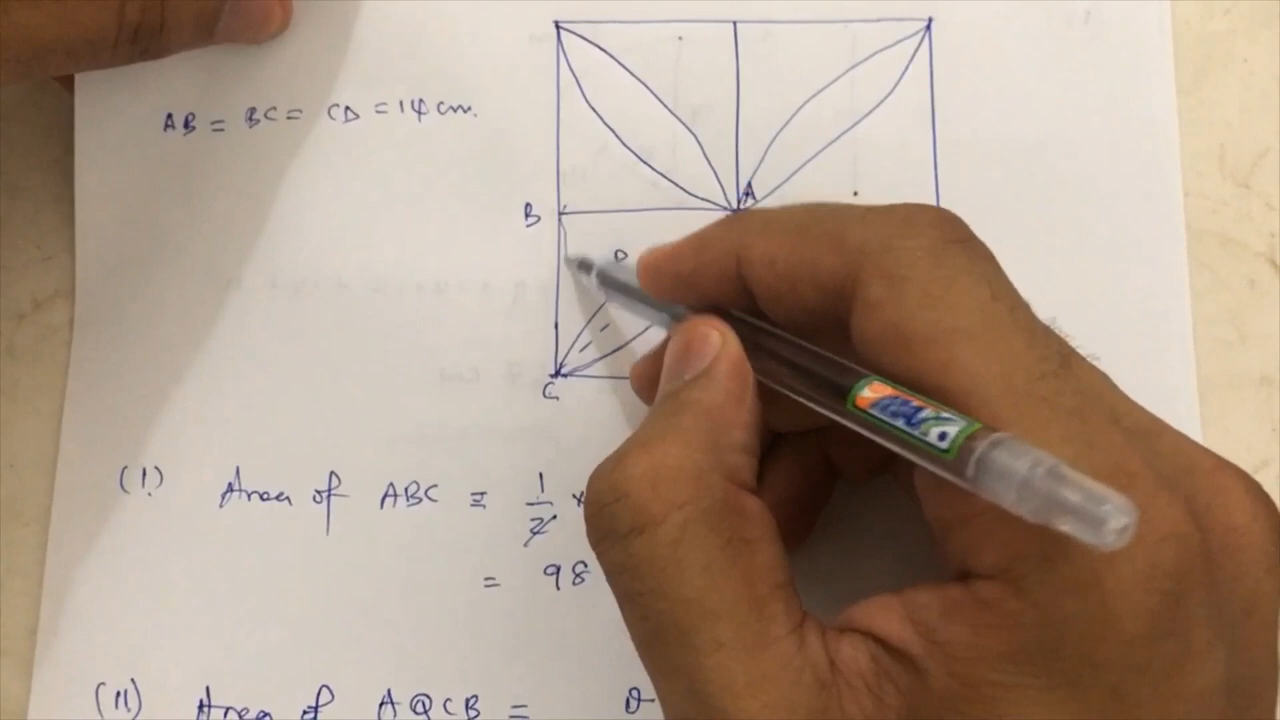 AB = BC = CD = 14 cm.
A
B
D
C
(I.) Area of ABC = 1/2 ×
= 98
(II) Area of AQCB = θ